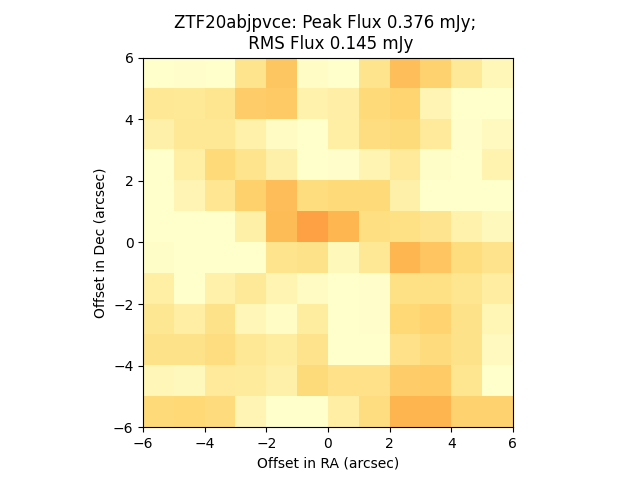 ZTF20abjpvce: Peak Flux 0.376 mJy;
RMS Flux 0.145 mJy
6
4
2
0
−2
−4
−6
Offset in Dec (arcsec)
−6 −4 −2 0 2 4 6
Offset in RA (arcsec)